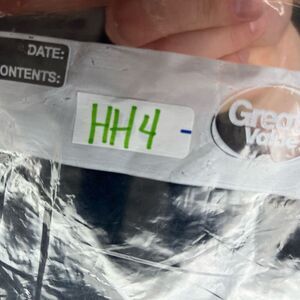 DATE:
CONTENTS:
HH4 -
Great
Value